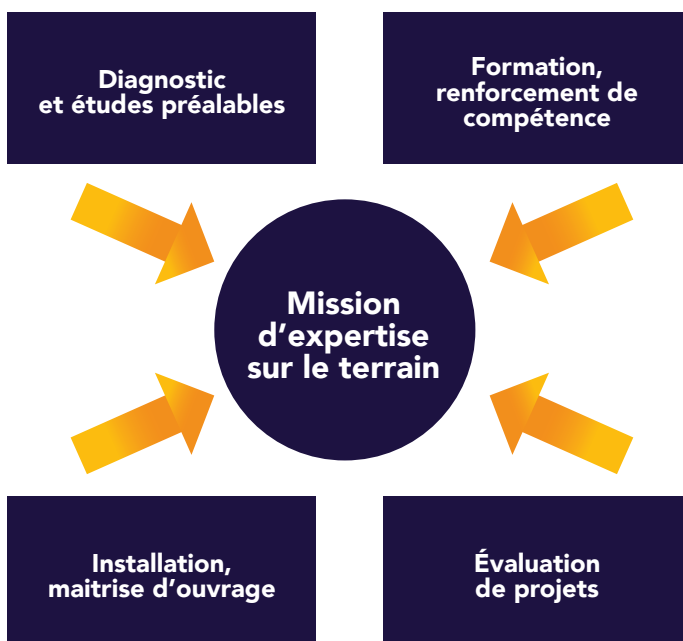 Diagnostic
et études préalables
Formation,
renforcement de
compétence
Mission
d’expertise
sur le terrain
Installation,
maitrise d’ouvrage
Évaluation
de projets